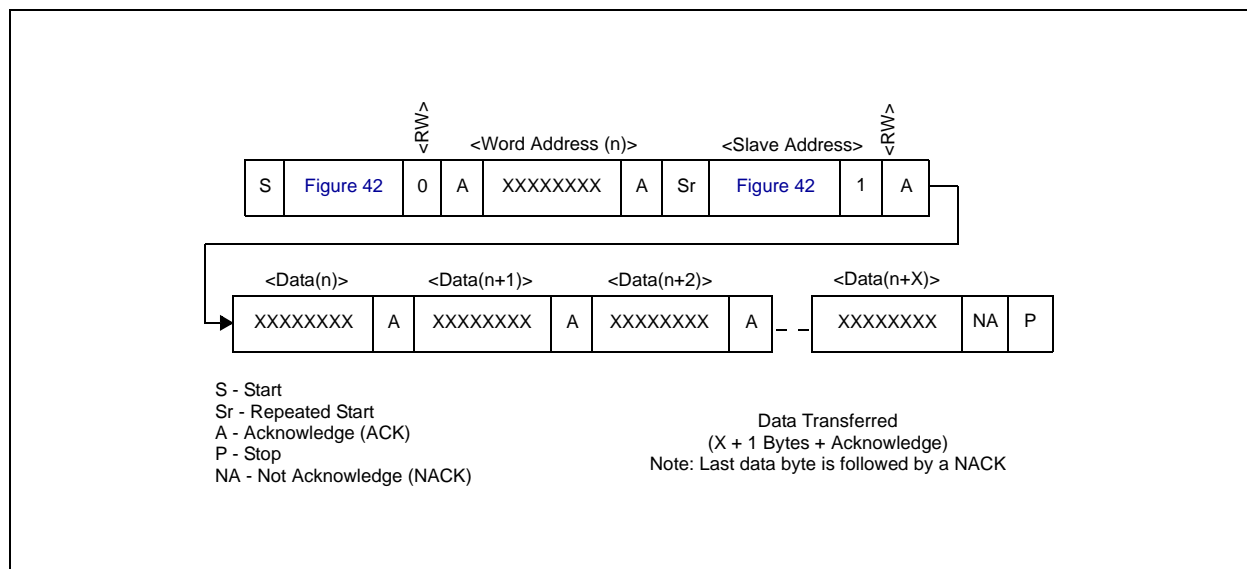 <RW>
<Word Address (n)>
<Slave Address>
<RW>
S Figure 42 0 A XXXXXXXX A Sr Figure 42 1 A
<Data(n)> <Data(n+1)> <Data(n+2)> <Data(n+X)>
XXXXXXXX A XXXXXXXX A XXXXXXXX A XXXXXXXX NA P
S - Start
Sr - Repeated Start
A - Acknowledge (ACK)
P - Stop
NA - Not Acknowledge (NACK)
Data Transferred
(X + 1 Bytes + Acknowledge)
Note: Last data byte is followed by a NACK